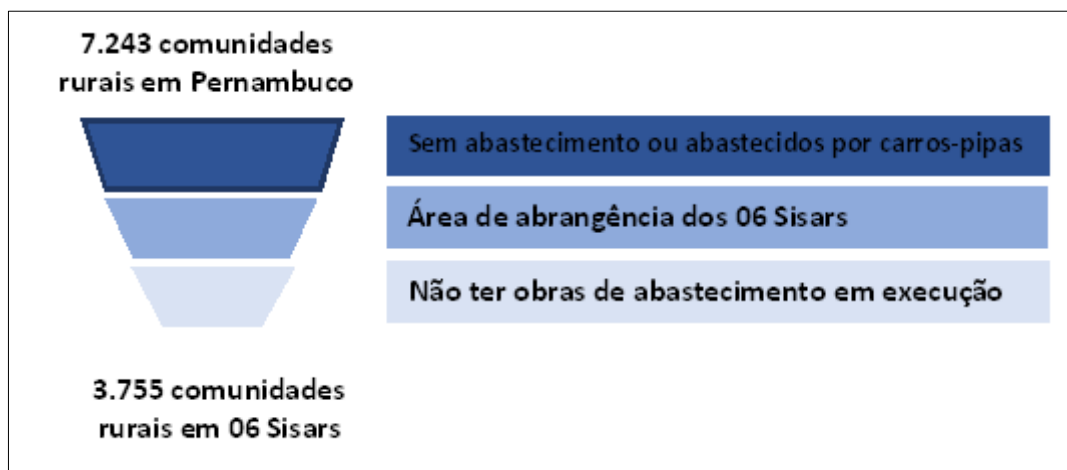 7.243 comunidades
rurais em Pernambuco
Sem abastecimento ou abastecidos por carros-pipas
Área de abrangência dos 06 Sisars
Não ter obras de abastecimento em execução
3.755 comunidades
rurais em 06 Sisars